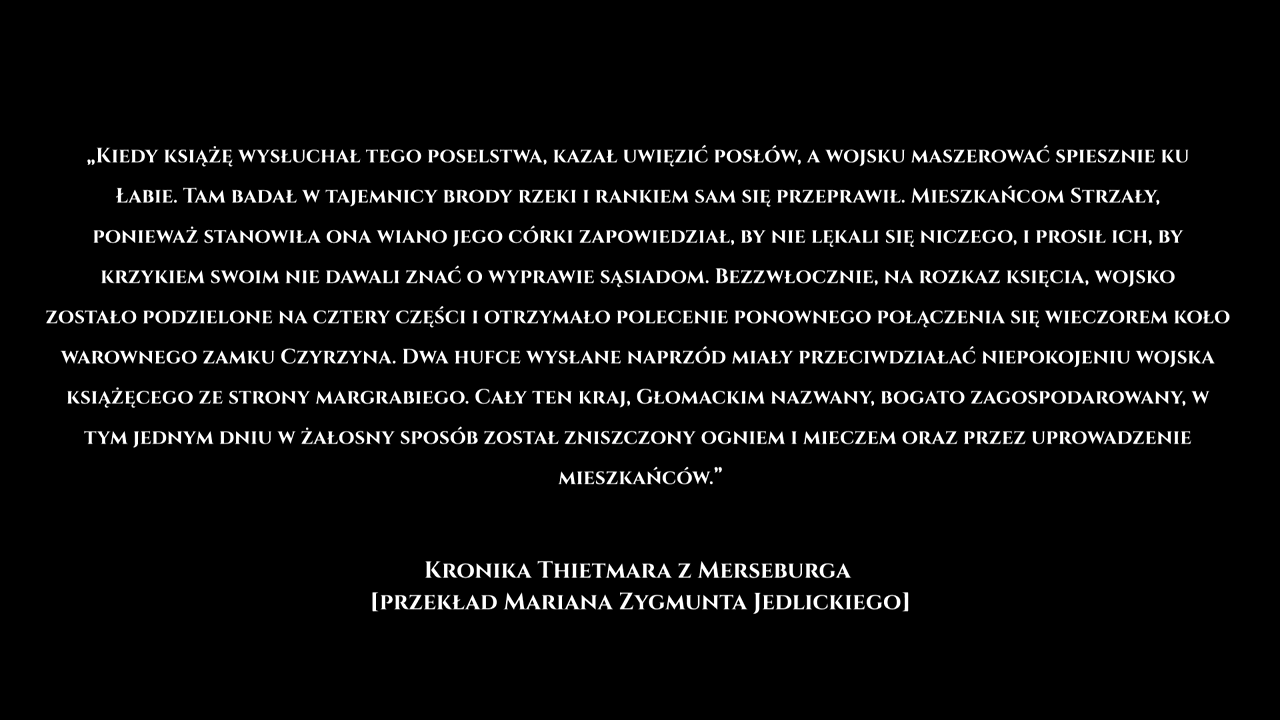 „Kiedy książę wysłuchał tego poselstwa, kazał uwięzić posłów, a wojsku maszerować spiesznie ku
Łabie. Tam badał w tajemnicy brody rzeki i rankiem sam się przeprawił. Mieszkańcom Strzały,
ponieważ stanowiła ona wiano jego córki zapowiedział, by nie lękali się niczego, i prosił ich, by
krzykiem swoim nie dawali znać o wyprawie sąsiadom. Bezzwłocznie, na rozkaz księcia, wojsko
zostało podzielone na cztery części i otrzymało polecenie ponownego połączenia się wieczorem koło
warownego zamku Czyrzyna. Dwa hufce wysłane naprzód miały przeciwdziałać niepokojeniu wojska
książęcego ze strony margrabiego. Cały ten kraj, Głomackim nazwany, bogato zagospodarowany, w
tym jednym dniu w żałosny sposób został zniszczony ogniem i mieczem oraz przez uprowadzenie
mieszkańców.”
Kronika Thietmara z Merseburga
[przekład Mariana Zygmunta Jedlickiego]